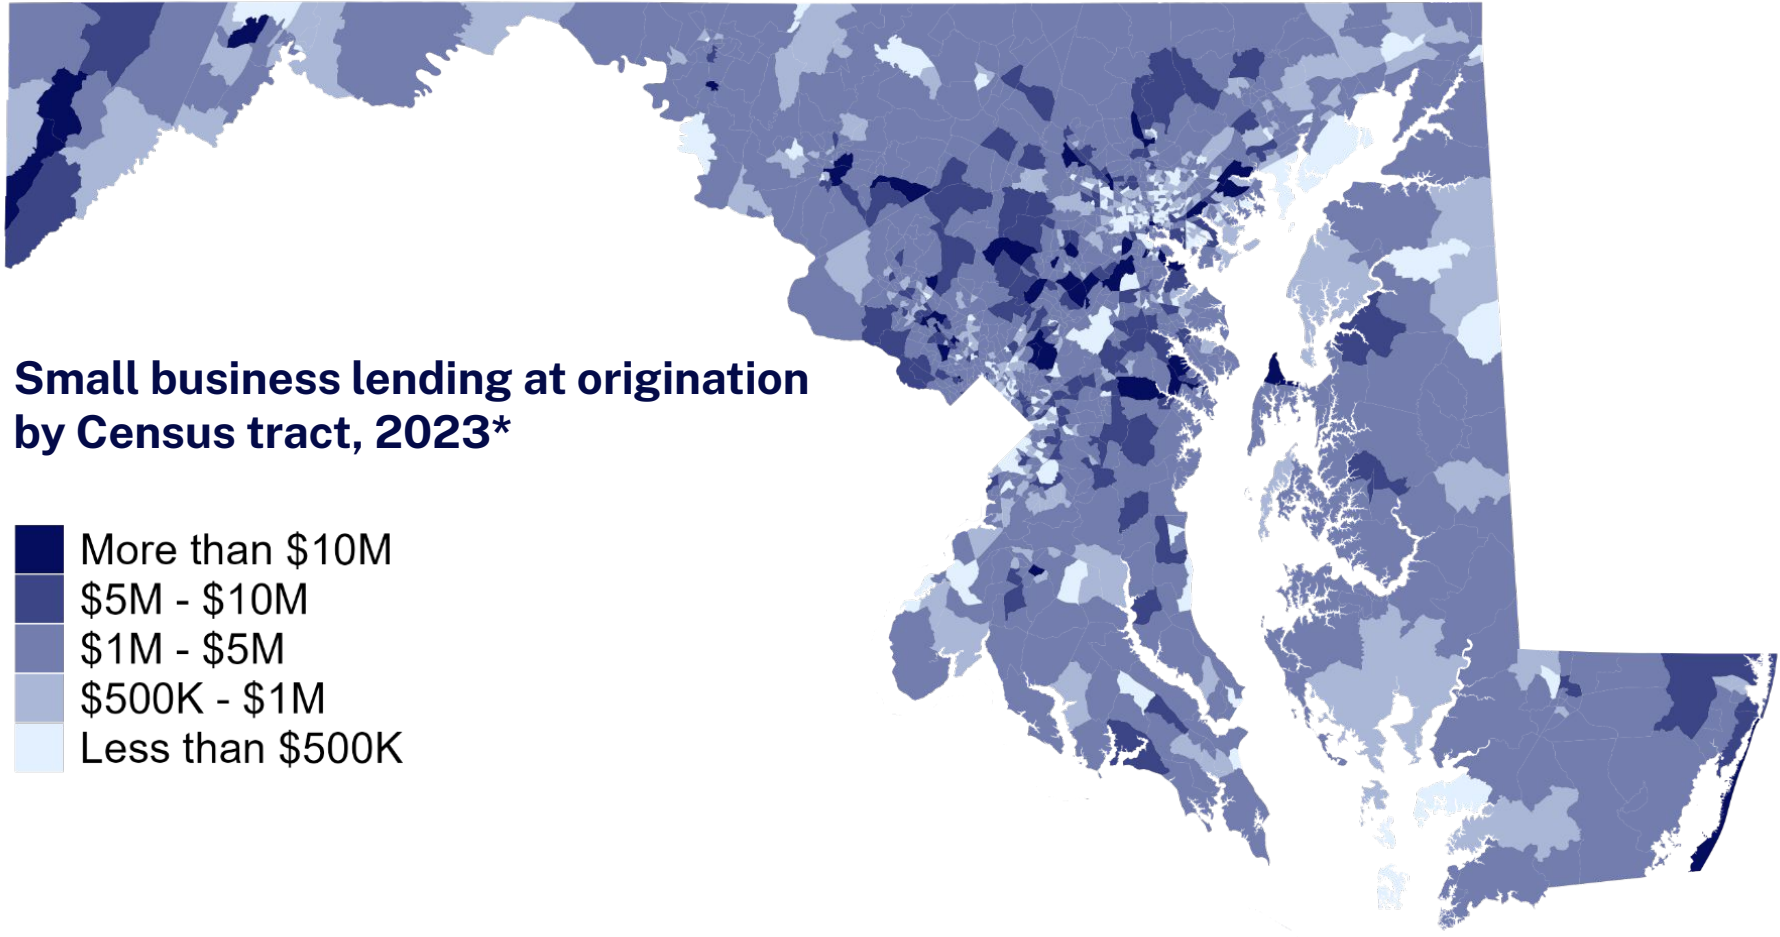 Small business lending at origination
by Census tract, 2023*
More than $10M
$5M - $10M
$1M - $5M
$500K - $1M
Less than $500K